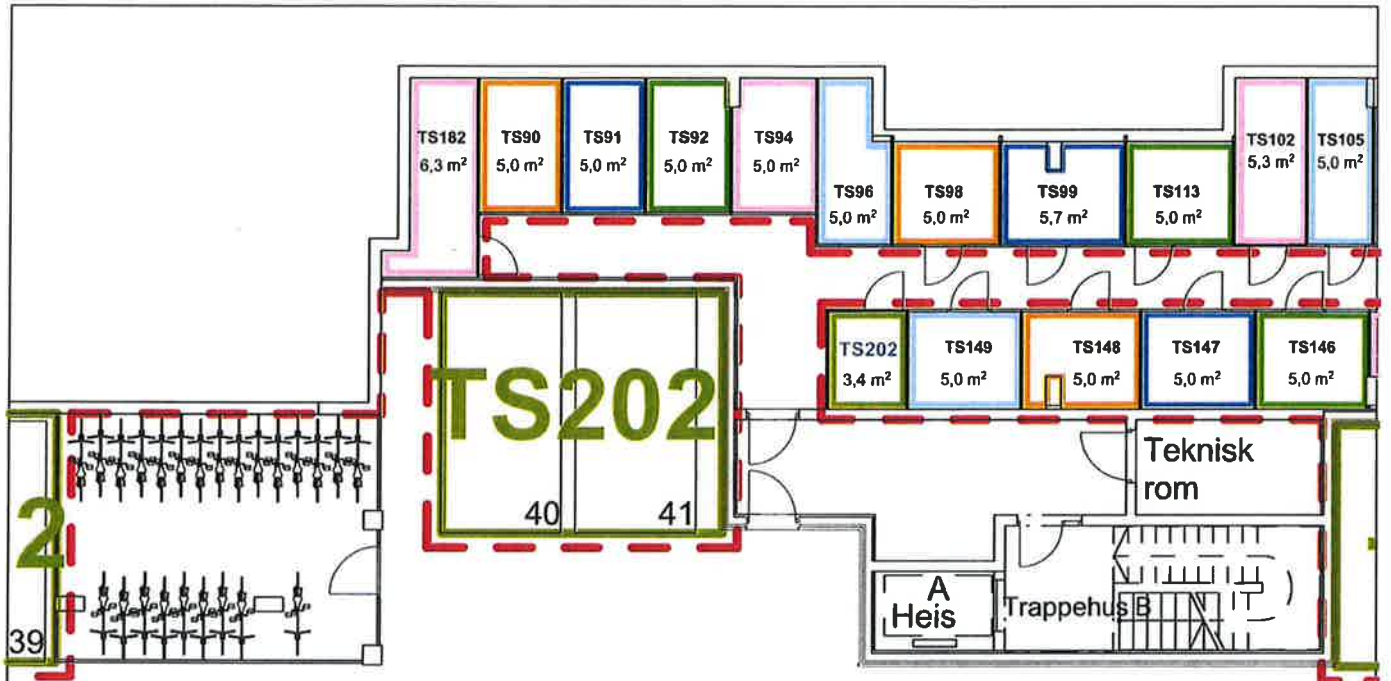 TS182
6,3 m²
TS90
5,0 m²
TS91
5,0 m²
TS92
5,0 m²
TS94
5,0 m²
TS96
5,0 m²
TS98
5,0 m²
TS99
5,7 m²
TS113
5,0 m²
TS102
5,3 m²
TS105
5,0 m²
TS202
3,4 m²
TS149
5,0 m²
TS148
5,0 m²
TS147
5,0 m²
TS146
5,0 m²
TS202
40
41
2
39
Teknisk
rom
A
Heis
Trappehus B